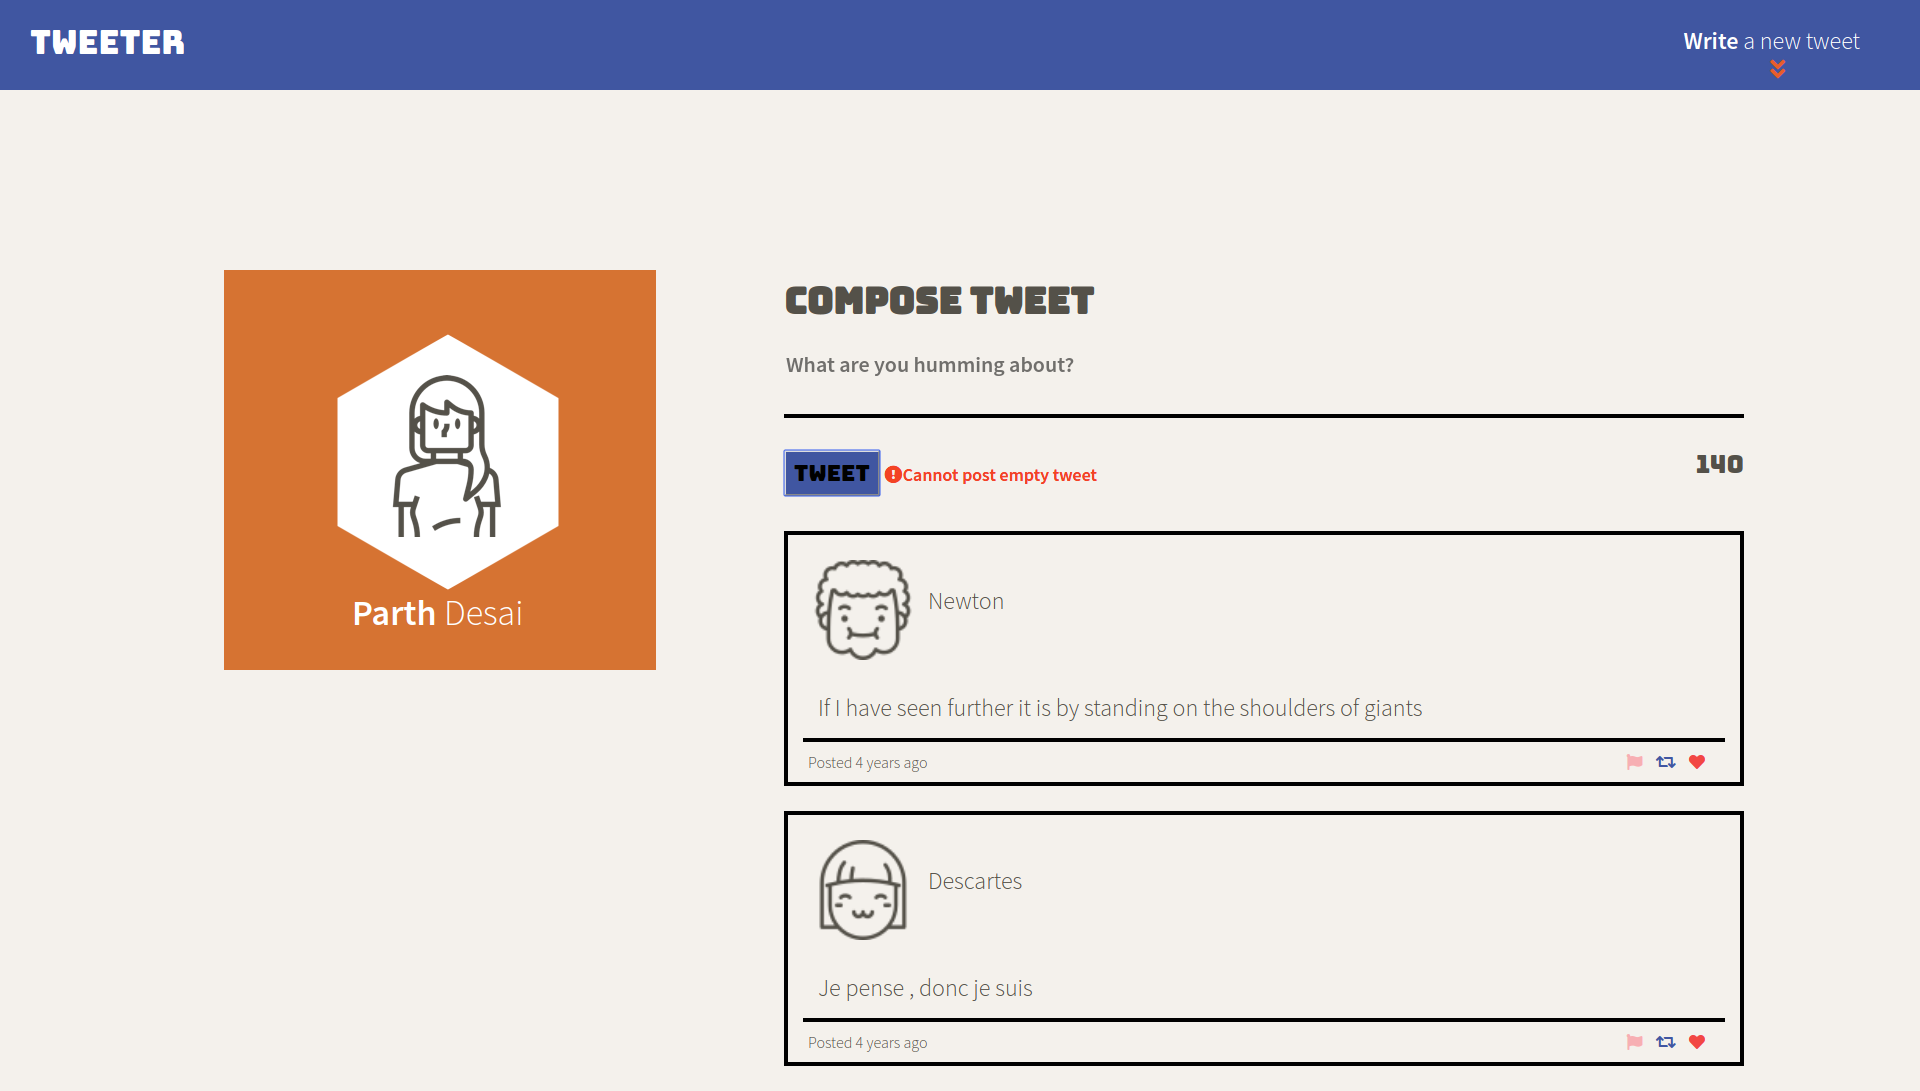 TWEETER
Write a new tweet
Parth Desai
COMPOSE TWEET
What are you humming about?
TWEET
Cannot post empty tweet
140
Newton
If I have seen further it is by standing on the shoulders of giants
Posted 4 years ago
Descartes
Je pense , donc je suis
Posted 4 years ago